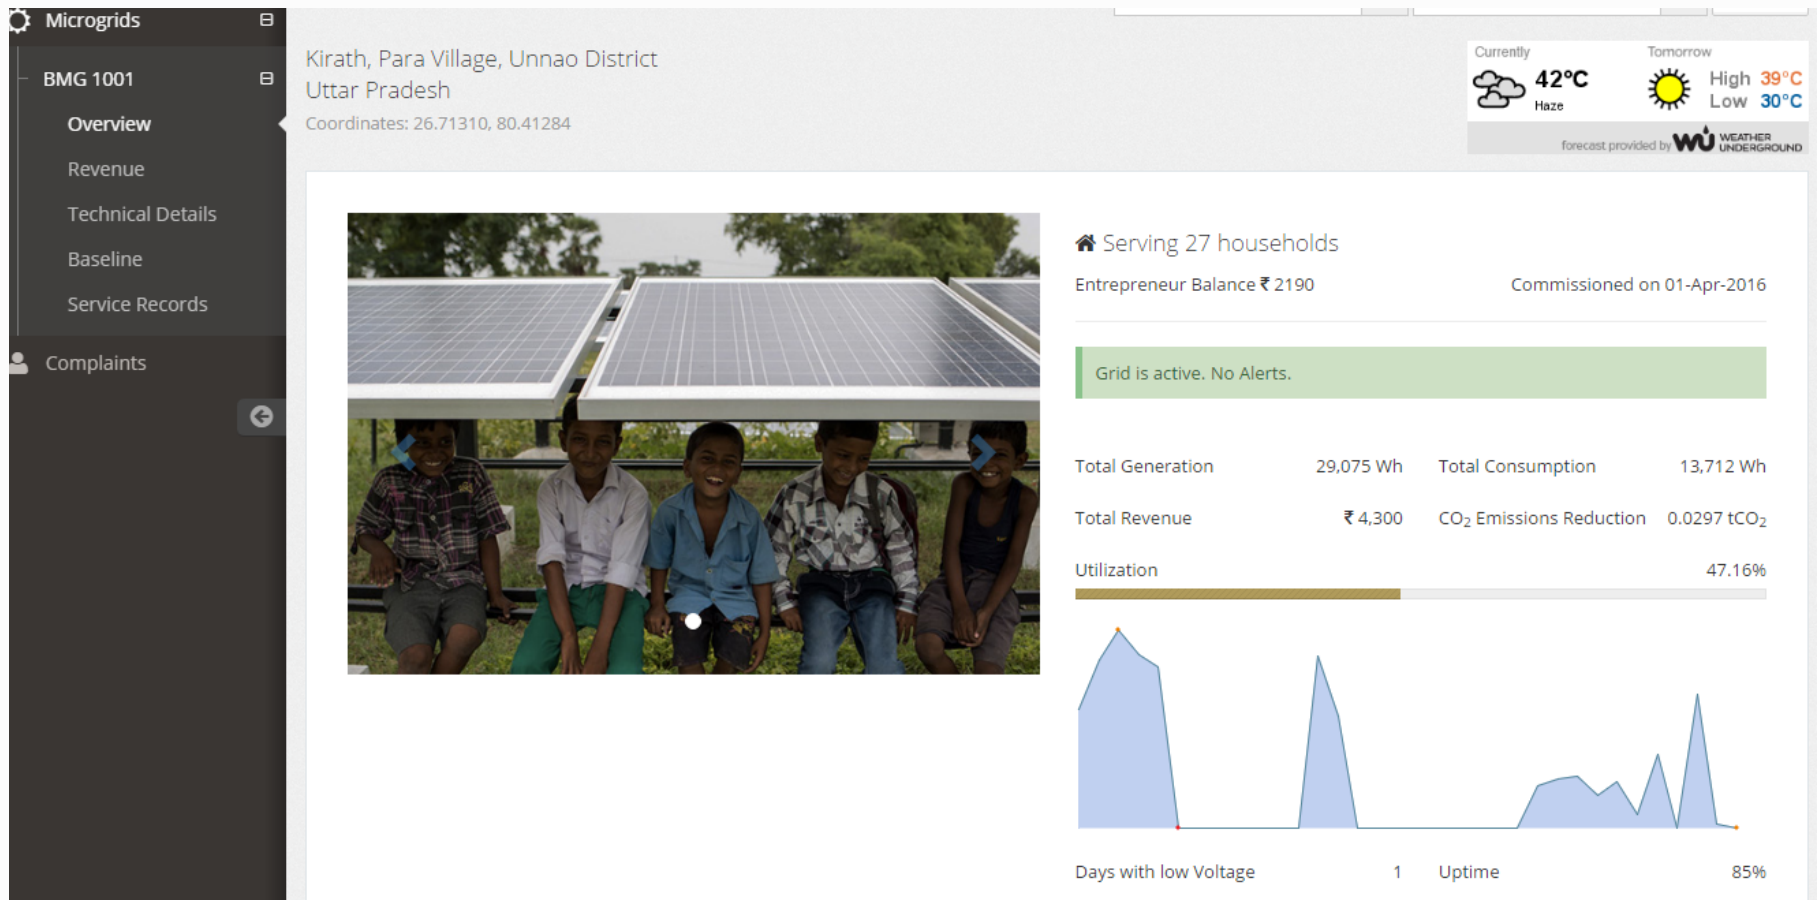 Microgrids
BMG 1001
Overview
Revenue
Technical Details
Baseline
Service Records
Complaints
Kirath, Para Village, Unnao District
Uttar Pradesh
Coordinates: 26.71310, 80.41284
Currently
42°C
Haze
Tomorrow
High 39°C
Low 30°C
forecast provided by WU WEATHER UNDERGROUND
Serving 27 households
Entrepreneur Balance ₹ 2190 Commissioned on 01-Apr-2016
Grid is active. No Alerts.
Total Generation 29,075 Wh Total Consumption 13,712 Wh
Total Revenue ₹ 4,300 CO₂ Emissions Reduction 0.0297 tCO₂
Utilization 47.16%
Days with low Voltage 1 Uptime 85%